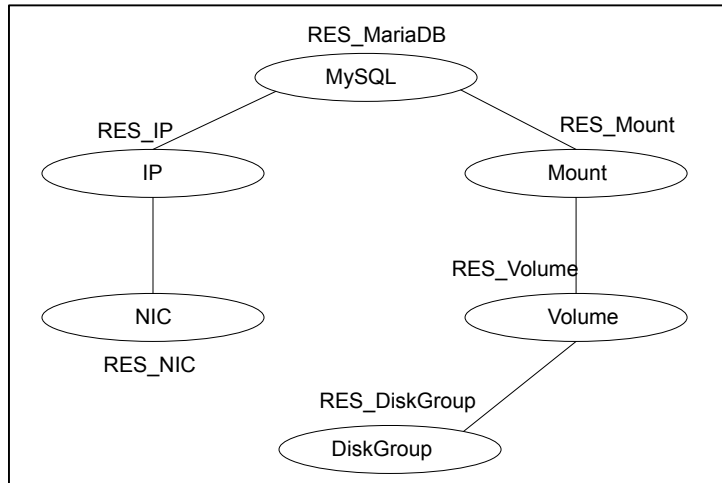 RES_MariaDB
MySQL
RES_IP
RES_Mount
IP
Mount
RES_Volume
NIC
Volume
RES_NIC
RES_DiskGroup
DiskGroup